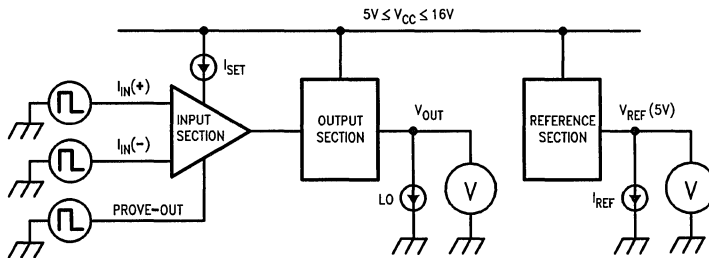 5V ≤ VCC ≤ 16V
ISET
IIN(+)
INPUT
SECTION
IIN(-)
PROVE-OUT
OUTPUT
SECTION
VOUT
LO
V
REFERENCE
SECTION
VREF (5V)
IREF
V